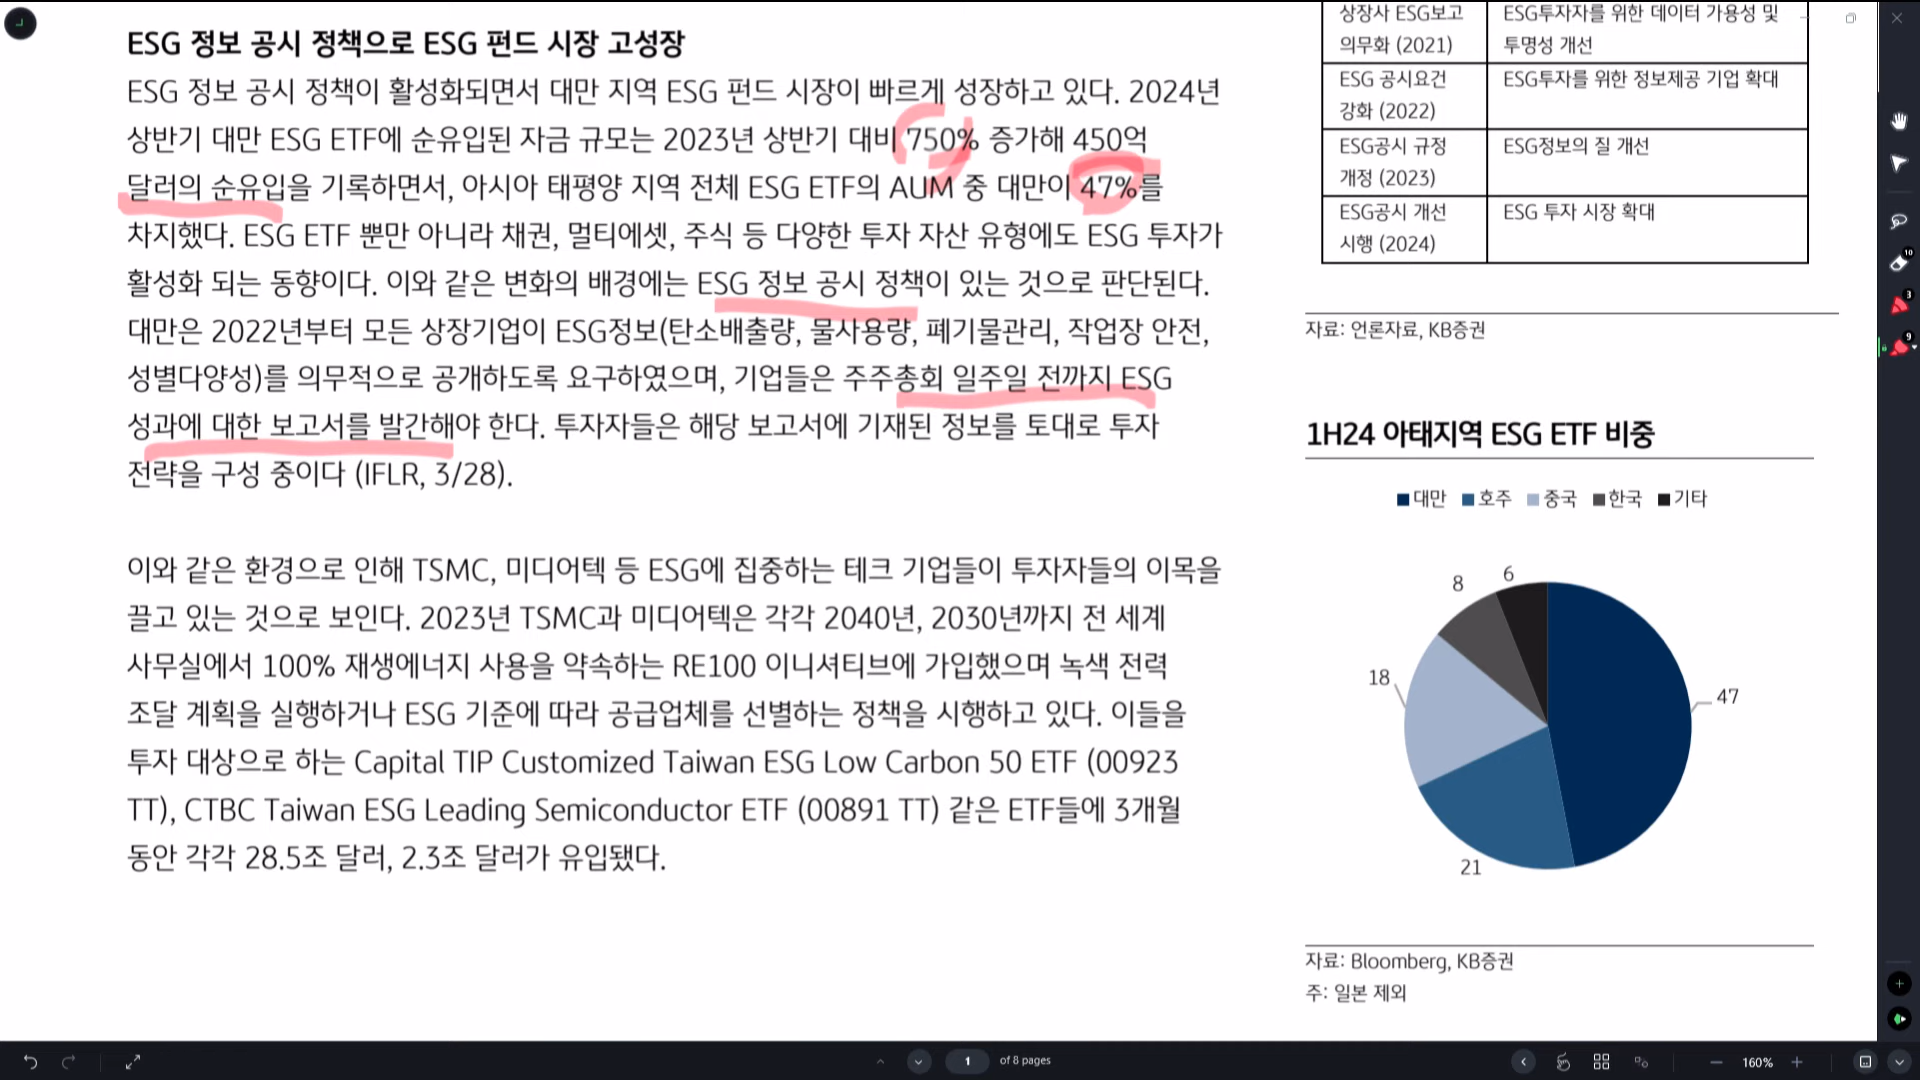 ESG 정보 공시 정책으로 ESG 펀드 시장 고성장
ESG 정보 공시 정책이 활성화되면서 대만 지역 ESG 펀드 시장이 빠르게 성장하고 있다. 2024년
상반기 대만 ESG ETF에 순유입된 자금 규모는 2023년 상반기 대비 750% 증가해 450억
달러의 순유입을 기록하면서, 아시아 태평양 지역 전체 ESG ETF의 AUM 중 대만이 47%를
차지했다. ESG ETF 뿐만 아니라 채권, 멀티에셋, 주식 등 다양한 투자 자산 유형에도 ESG 투자가
활성화 되는 동향이다. 이와 같은 변화의 배경에는 ESG 정보 공시 정책이 있는 것으로 판단된다.
대만은 2022년부터 모든 상장기업이 ESG정보(탄소배출량, 물사용량, 폐기물관리, 작업장 안전,
성별다양성)를 의무적으로 공개하도록 요구하였으며, 기업들은 주주총회 일주일 전까지 ESG
성과에 대한 보고서를 발간해야 한다. 투자자들은 해당 보고서에 기재된 정보를 토대로 투자
전략을 구성 중이다 (IFLR, 3/28).
이와 같은 환경으로 인해 TSMC, 미디어텍 등 ESG에 집중하는 테크 기업들이 투자자들의 이목을
끌고 있는 것으로 보인다. 2023년 TSMC과 미디어텍은 각각 2040년, 2030년까지 전 세계
사무실에서 100% 재생에너지 사용을 약속하는 RE100 이니셔티브에 가입했으며 녹색 전력
조달 계획을 실행하거나 ESG 기준에 따라 공급업체를 선별하는 정책을 시행하고 있다. 이들을
투자 대상으로 하는 Capital TIP Customized Taiwan ESG Low Carbon 50 ETF (00923
TT), CTBC Taiwan ESG Leading Semiconductor ETF (00891 TT) 같은 ETF들에 3개월
동안 각각 28.5조 달러, 2.3조 달러가 유입됐다.
상장사 ESG보고 ESG투자자를 위한 데이터 가용성 및
의무화 (2021) 투명성 개선
ESG 공시요건 ESG투자를 위한 정보제공 기업 확대
강화 (2022)
ESG공시 규정 ESG정보의 질 개선
개정 (2023)
ESG공시 개선 ESG 투자 시장 확대
시행 (2024)
자료: 언론자료, KB증권
1H24 아태지역 ESG ETF 비중
대만 호주 중국 한국 기타
6
8
18
47
21
자료: Bloomberg, KB증권
주: 일본 제외
10
3
9
1 of 8 pages
160%